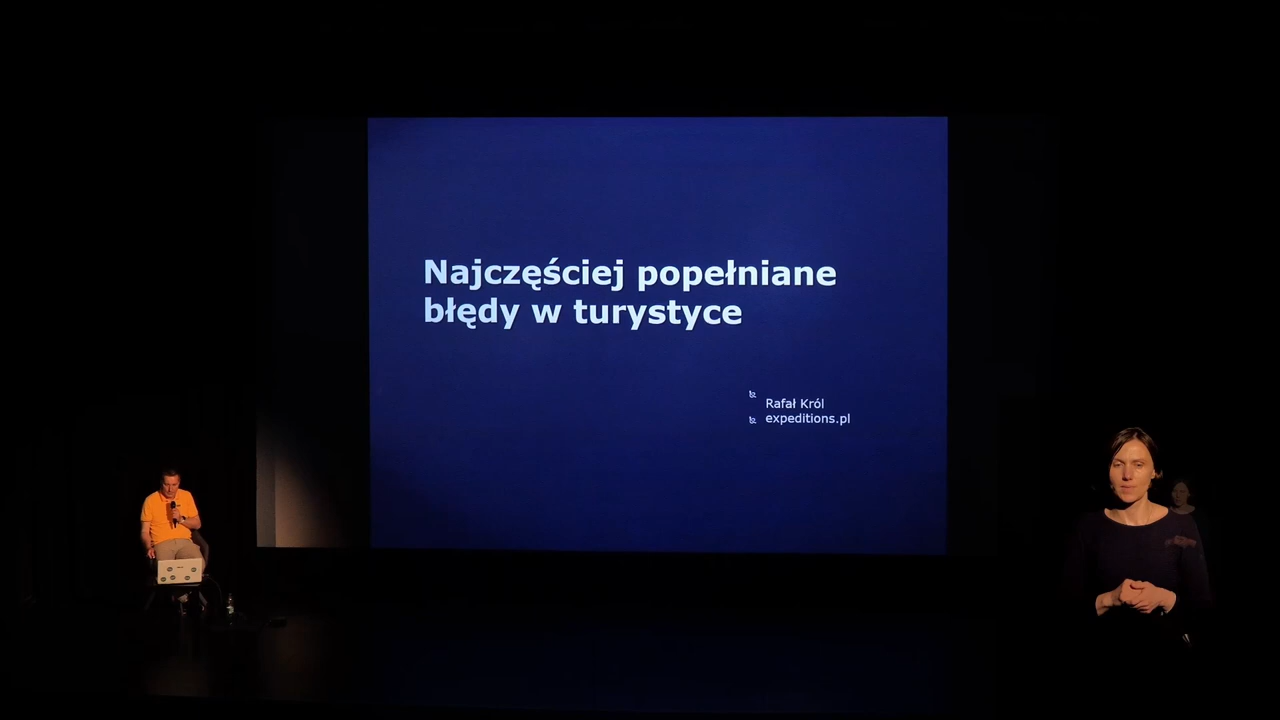 Najczęściej popełniane
błędy w turystyce
Rafał Król
expeditions.pl